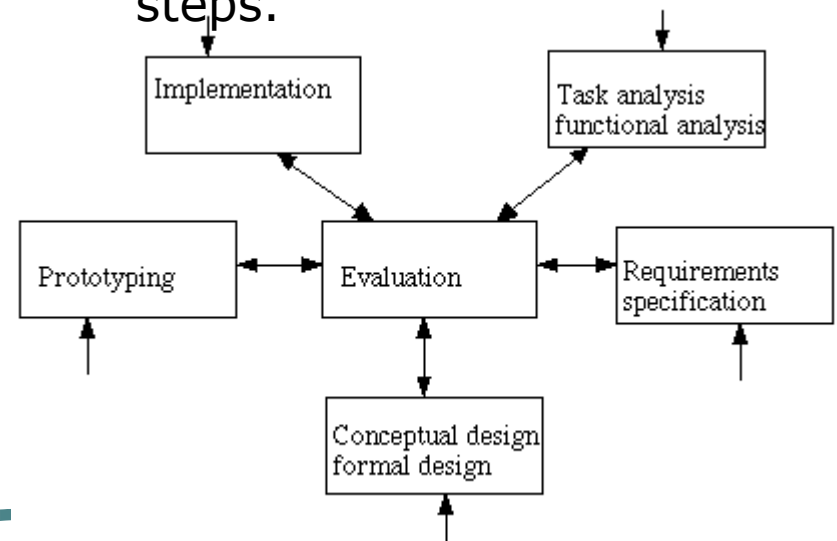 steps.
Implementation
Task analysis
functional analysis
Prototyping
Evaluation
Requirements
specification
Conceptual design
formal design